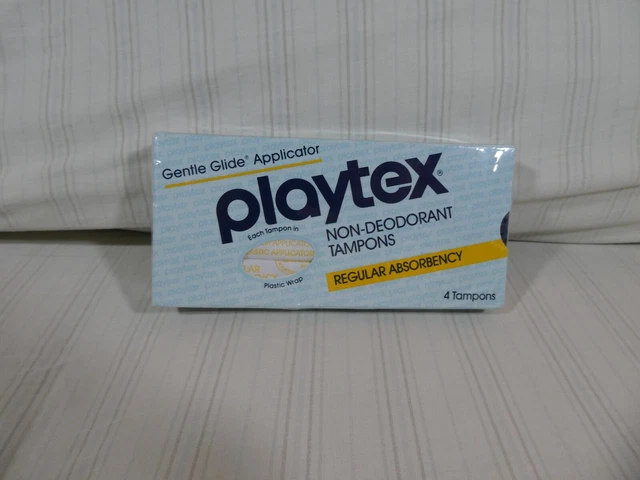 Gentle Glide® Applicator
playtex®
Each tampon in
Plastic Wrap
NON-DEODORANT
TAMPONS
REGULAR ABSORBENCY
4 Tampons